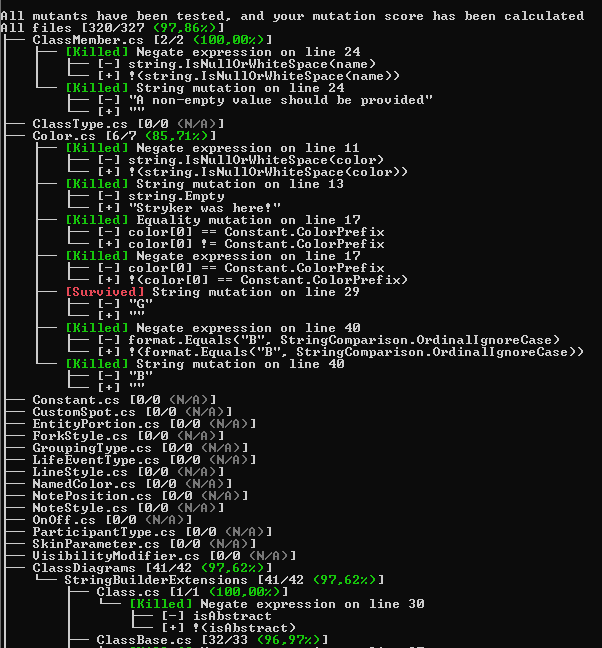 All mutants have been tested, and your mutation score has been calculated
All files [320/327 (97,86%)]
├── ClassMember.cs [2/2 (100,00%)]
│   ├── [Killed] Negate expression on line 24
│   │   ├── [-] string.IsNullOrWhiteSpace(name)
│   │   └── [+] !(string.IsNullOrWhiteSpace(name))
│   └── [Killed] String mutation on line 24
│       ├── [-] "A non-empty value should be provided"
│       └── [+] ""
├── ClassType.cs [0/0 (N/A)]
├── Color.cs [6/7 (85,71%)]
│   ├── [Killed] Negate expression on line 11
│   │   ├── [-] string.IsNullOrWhiteSpace(color)
│   │   └── [+] !(string.IsNullOrWhiteSpace(color))
│   ├── [Killed] String mutation on line 13
│   │   ├── [-] string.Empty
│   │   └── [+] "Stryker was here!"
│   ├── [Killed] Equality mutation on line 17
│   │   ├── [-] color[0] == Constant.ColorPrefix
│   │   └── [+] color[0] != Constant.ColorPrefix
│   ├── [Killed] Negate expression on line 17
│   │   ├── [-] color[0] == Constant.ColorPrefix
│   │   └── [+] !(color[0] == Constant.ColorPrefix)
│   ├── [Survived] String mutation on line 29
│   │   ├── [-] "G"
│   │   └── [+] ""
│   ├── [Killed] Negate expression on line 40
│   │   ├── [-] format.Equals("B", StringComparison.OrdinalIgnoreCase)
│   │   └── [+] !(format.Equals("B", StringComparison.OrdinalIgnoreCase))
│   └── [Killed] String mutation on line 40
│       ├── [-] "B"
│       └── [+] ""
├── Constant.cs [0/0 (N/A)]
├── CustomSpot.cs [0/0 (N/A)]
├── EntityPortion.cs [0/0 (N/A)]
├── ForkStyle.cs [0/0 (N/A)]
├── GroupingType.cs [0/0 (N/A)]
├── LifeEventType.cs [0/0 (N/A)]
├── LineStyle.cs [0/0 (N/A)]
├── NamedColor.cs [0/0 (N/A)]
├── NotePosition.cs [0/0 (N/A)]
├── NoteStyle.cs [0/0 (N/A)]
├── OnOff.cs [0/0 (N/A)]
├── ParticipantType.cs [0/0 (N/A)]
├── SkinParameter.cs [0/0 (N/A)]
├── VisibilityModifier.cs [0/0 (N/A)]
├── ClassDiagrams [41/42 (97,62%)]
│   └── StringBuilderExtensions [41/42 (97,62%)]
│       ├── Class.cs [1/1 (100,00%)]
│       │   └── [Killed] Negate expression on line 30
│       │       ├── [-] isAbstract
│       │       └── [+] !(isAbstract)
│       ├── ClassBase.cs [32/33 (96,97%)]